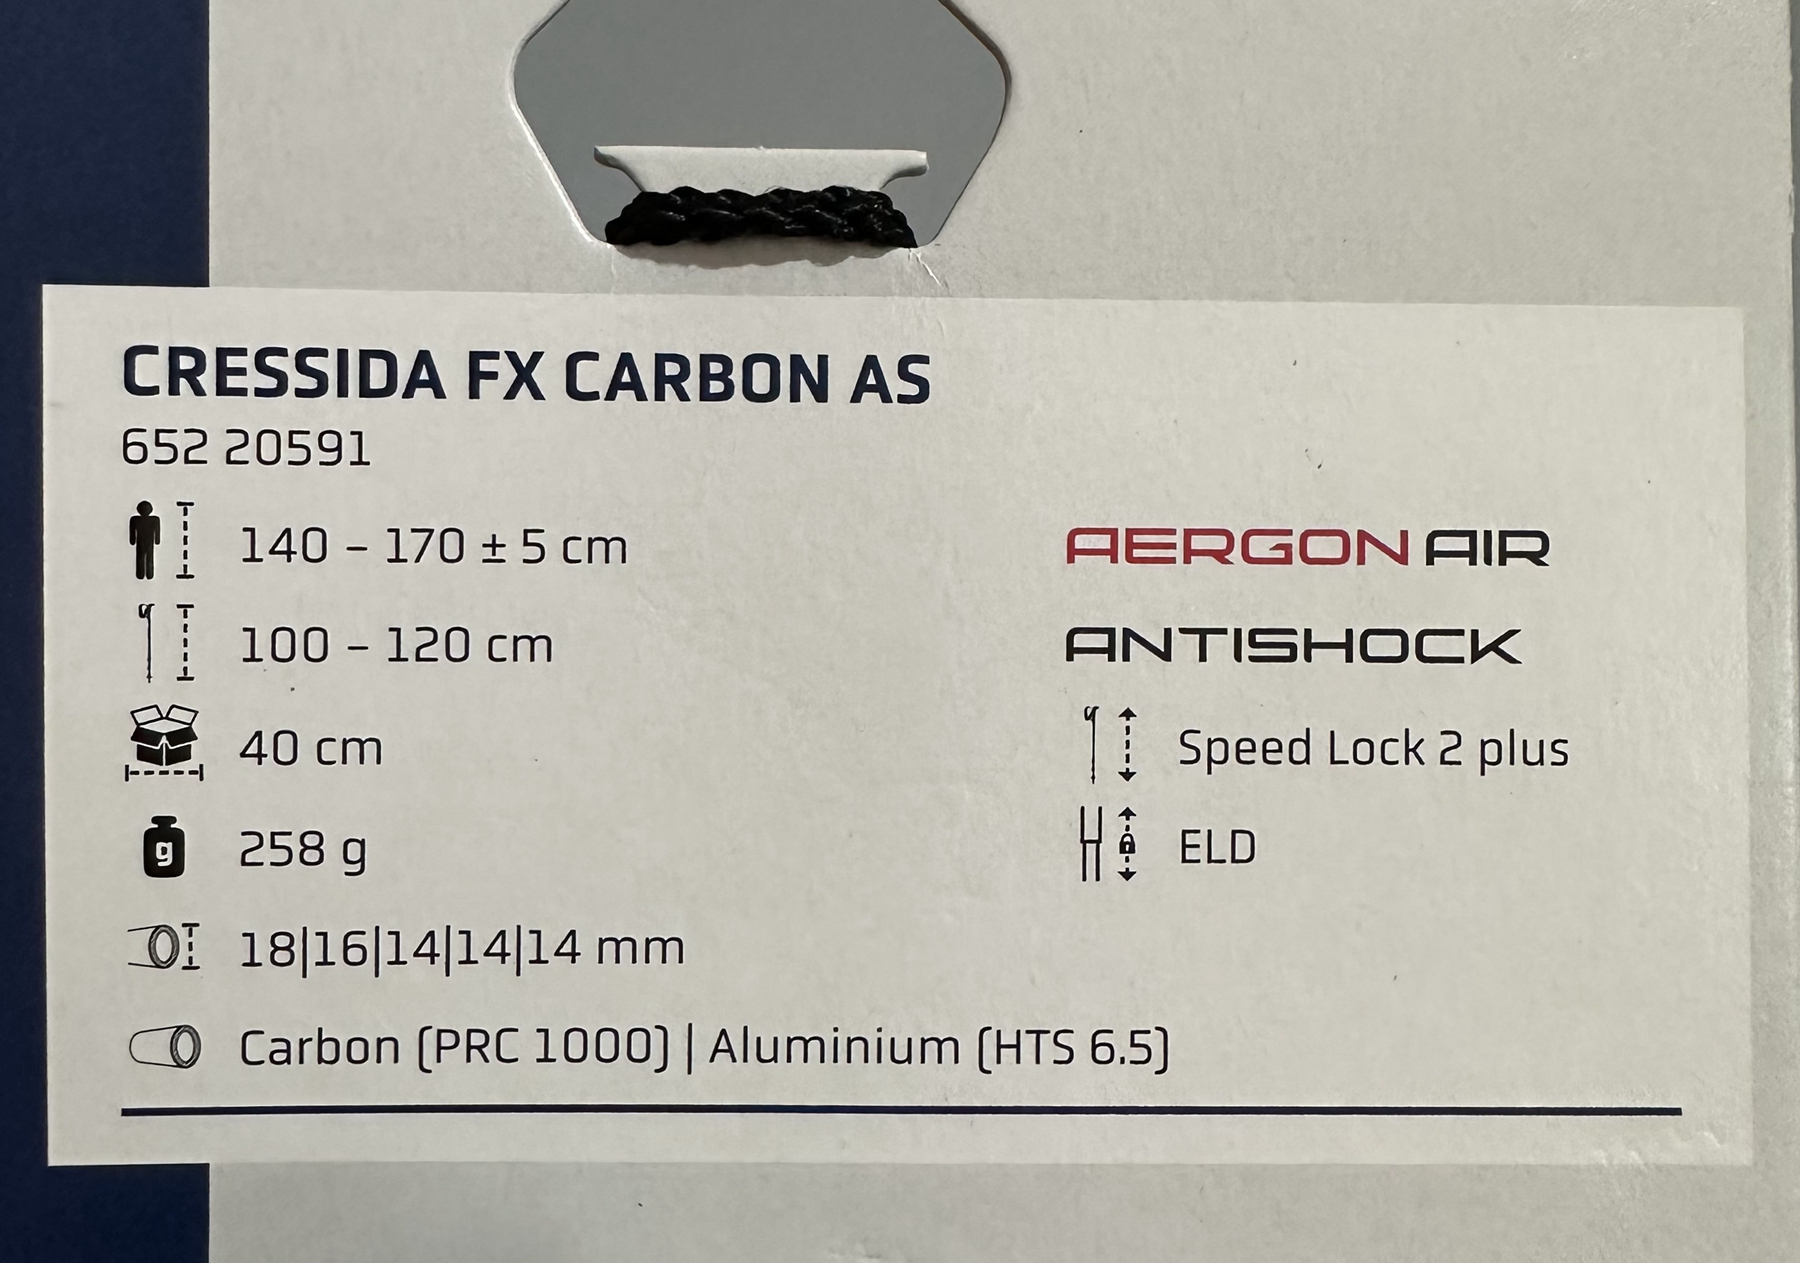 CRESSIDA FX CARBON AS
652 20591
140 – 170 ± 5 cm
100 – 120 cm
40 cm
g
258 g
18|16|14|14|14 mm
Carbon (PRC 1000) | Aluminium (HTS 6.5)
AERGON AIR
ANTISHOCK
Speed Lock 2 plus
ELD